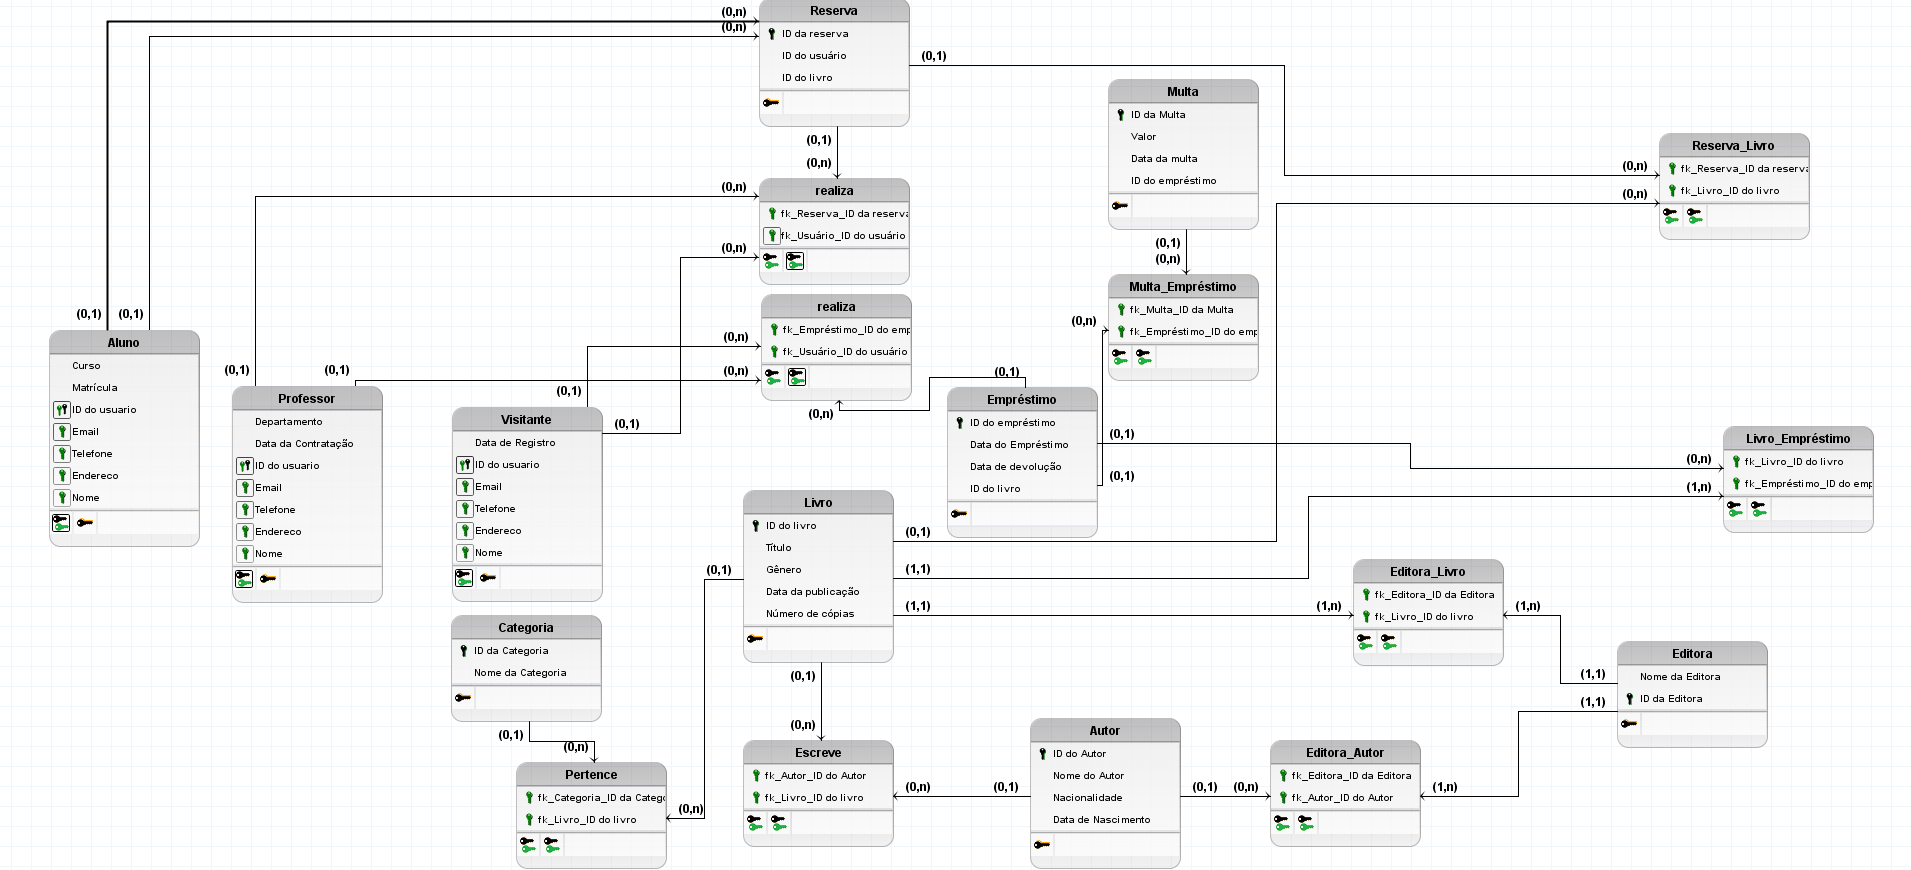 Reserva
ID da reserva
ID do usuário
ID do livro
(0,n)
(0,n)
(0,1)
(0,1)
(0,n)
Multa
ID da Multa
Valor
Data da multa
ID do empréstimo
(0,1)
(0,n)
Reserva_Livro
fk_Reserva_ID da reserva
fk_Livro_ID do livro
(0,n)
(0,n)
realiza
fk_Reserva_ID da reserva
fk_Usuário_ID do usuário
(0,n)
(0,n)
realiza
fk_Empréstimo_ID do emp
fk_Usuário_ID do usuário
(0,n)
(0,n)
(0,n)
Multa_Empréstimo
fk_Multa_ID da Multa
fk_Empréstimo_ID do emp
(0,n)
Aluno
Curso
Matrícula
ID do usuario
Email
Telefone
Endereco
Nome
(0,1)
(0,1)
Professor
Departamento
Data da Contratação
ID do usuario
Email
Telefone
Endereco
Nome
(0,1)
(0,1)
Visitante
Data de Registro
ID do usuario
Email
Telefone
Endereco
Nome
(0,1)
(0,1)
Empréstimo
ID do empréstimo
Data do Empréstimo
Data de devolução
ID do livro
(0,1)
(0,1)
(0,1)
Livro_Empréstimo
fk_Livro_ID do livro
fk_Empréstimo_ID do emp
(0,n)
(1,n)
Livro
ID do livro
Título
Gênero
Data da publicação
Número de cópias
(0,1)
(0,1)
(1,1)
(1,1)
(0,1)
(0,n)
Editora_Livro
fk_Editora_ID da Editora
fk_Livro_ID do livro
(1,n)
(1,n)
Categoria
ID da Categoria
Nome da Categoria
(0,1)
(0,n)
Editora
Nome da Editora
ID da Editora
(1,1)
(1,1)
Pertence
fk_Categoria_ID da Catego
fk_Livro_ID do livro
(0,n)
Escreve
fk_Autor_ID do Autor
fk_Livro_ID do livro
(0,n)
Autor
ID do Autor
Nome do Autor
Nacionalidade
Data de Nascimento
(0,1)
(0,1)
(0,n)
Editora_Autor
fk_Editora_ID da Editora
fk_Autor_ID do Autor
(1,n)